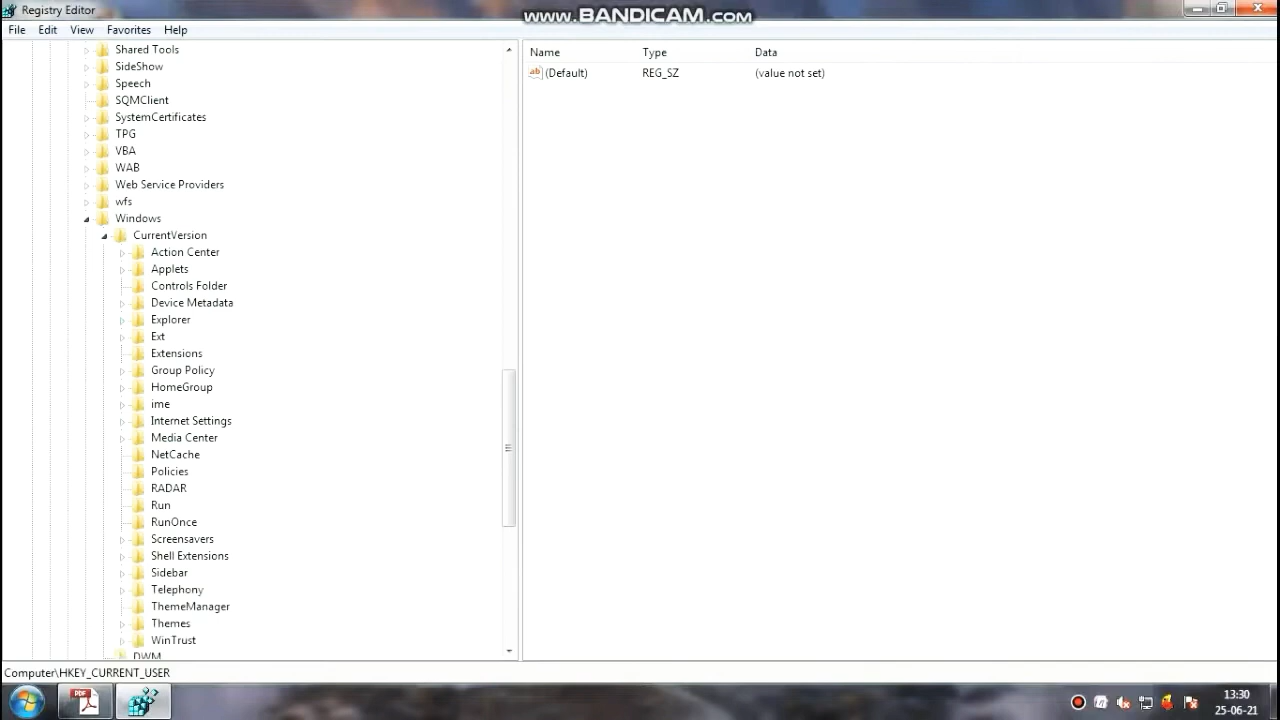 Registry Editor
www.BANDICAM.com
File Edit View Favorites Help
Shared Tools
SideShow
Speech
SQMClient
SystemCertificates
TPG
VBA
WAB
Web Service Providers
wfs
Windows
CurrentVersion
Action Center
Applets
Controls Folder
Device Metadata
Explorer
Ext
Extensions
Group Policy
HomeGroup
ime
Internet Settings
Media Center
NetCache
Policies
RADAR
Run
RunOnce
Screensavers
Shell Extensions
Sidebar
Telephony
ThemeManager
Themes
WinTrust
DWM
Name Type Data
ab (Default) REG_SZ (value not set)
Computer\HKEY_CURRENT_USER
PDF
13:30
25-06-21